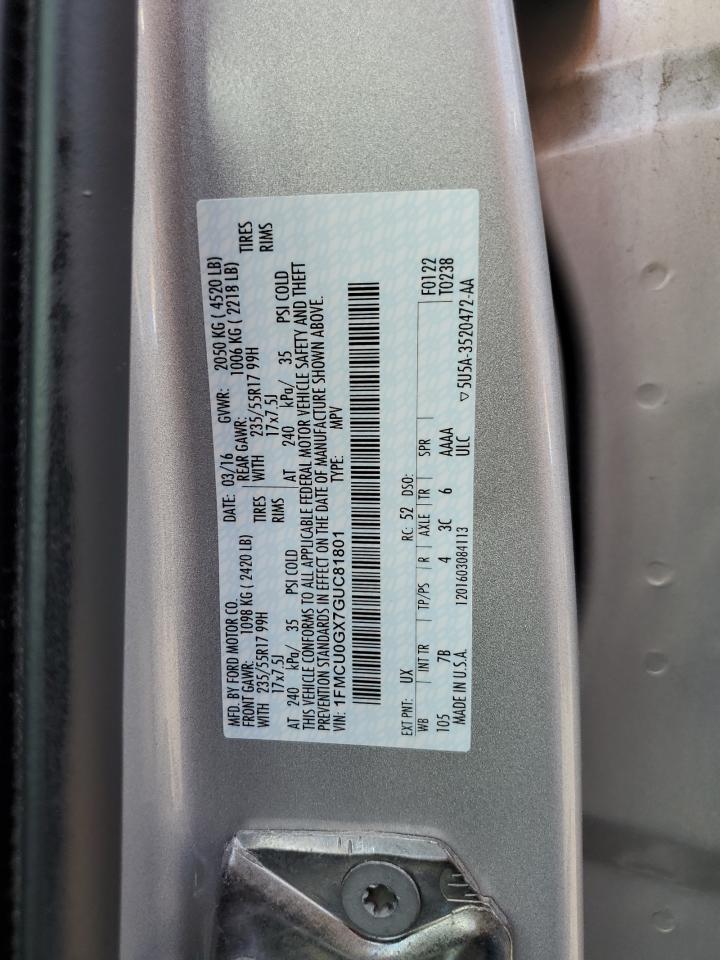 MFD. BY FORD MOTOR CO.
DATE: 03/16 GVWR: 2050 KG ( 4520 LB)
FRONT GAWR: 1098 KG ( 2420 LB) REAR GAWR: 1006 KG ( 2218 LB)
WITH 235/55R17 99H TIRES WITH 235/55R17 99H TIRES
17x7.5J RIMS 17x7.5J RIMS
AT 240 kPa/ 35 PSI COLD AT 240 kPa/ 35 PSI COLD
THIS VEHICLE CONFORMS TO ALL APPLICABLE FEDERAL MOTOR VEHICLE SAFETY AND THEFT
PREVENTION STANDARDS IN EFFECT ON THE DATE OF MANUFACTURE SHOWN ABOVE.
VIN: 1FMCU0GX7GUC81801 TYPE: MPV
EXT PNT: UX RC: 52 DSO: F0122
WB INT TR TP/PS R AXLE TR SPR T0238
105 7B 4 3C 6 AAAA
MADE IN U.S.A. 1201603084113 ULC ▽5U5A-3520472-AA